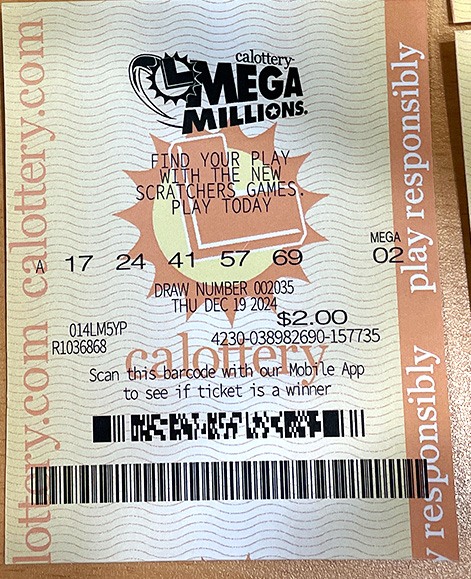 calottery
MEGA
MILLIONS.
FIND YOUR PLAY
WITH THE NEW
SCRATCHERS GAMES.
PLAY TODAY
MEGA
A 17 24 41 57 69 02
DRAW NUMBER 002035
THU DEC 19 2024
$2.00
014LM5YP
R1036868 4230-038982690-157735
calottery
Scan this barcode with our Mobile App
to see if ticket is a winner
lottery.com calottery.com
play responsibly
y responsibly